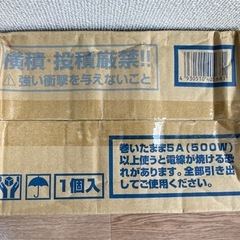 横積・投積厳禁!!
⚠強い衝撃を与えないこと
1個入
巻いたまま5A(500W)
以上使うと電線が焼ける恐
れがあります。全部引き出
してご使用ください。